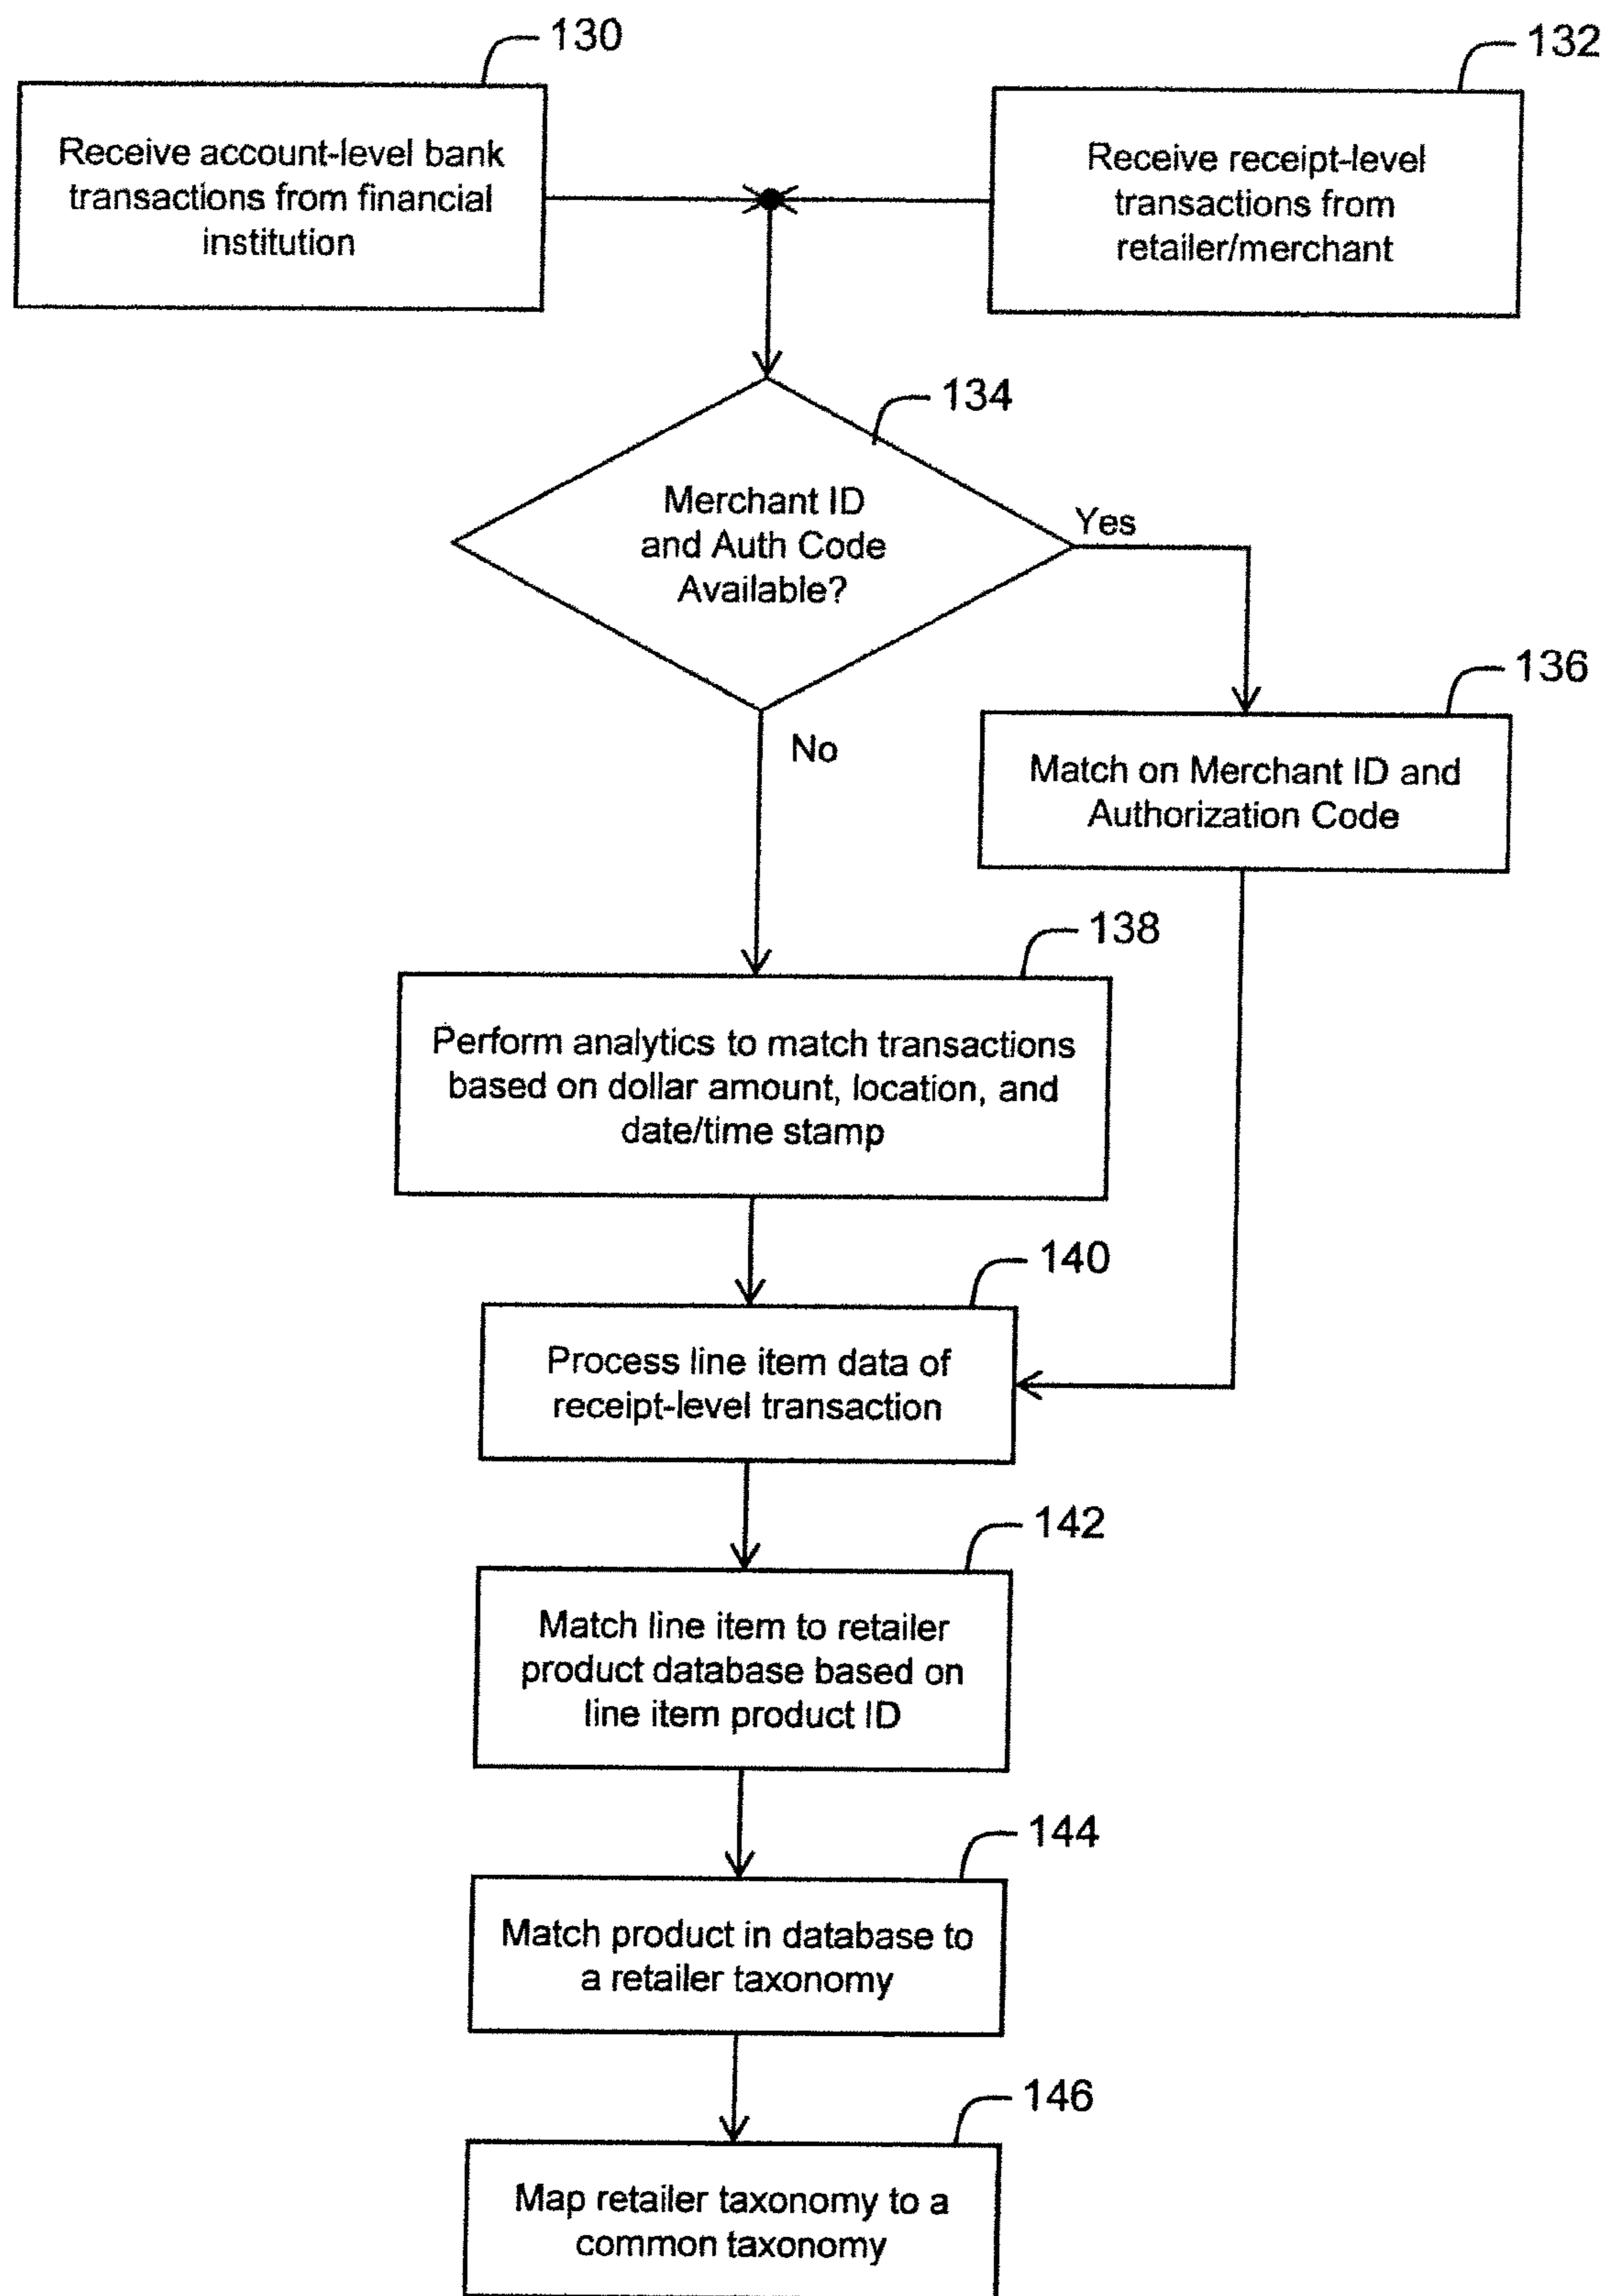 130
132
Receive account-level bank
transactions from financial
institution
Receive receipt-level
transactions from
retailer/merchant
134
Merchant ID
and Auth Code
Available?
Yes
136
No
Match on Merchant ID and
Authorization Code
138
Perform analytics to match transactions
based on dollar amount, location, and
date/time stamp
140
Process line item data of
receipt-level transaction
142
Match line item to retailer
product database based on
line item product ID
144
Match product in database to
a retailer taxonomy
146
Map retailer taxonomy to a
common taxonomy